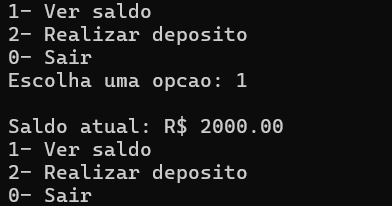 1- Ver saldo
2- Realizar deposito
0- Sair
Escolha uma opcao: 1

Saldo atual: R$ 2000.00
1- Ver saldo
2- Realizar deposito
0- Sair